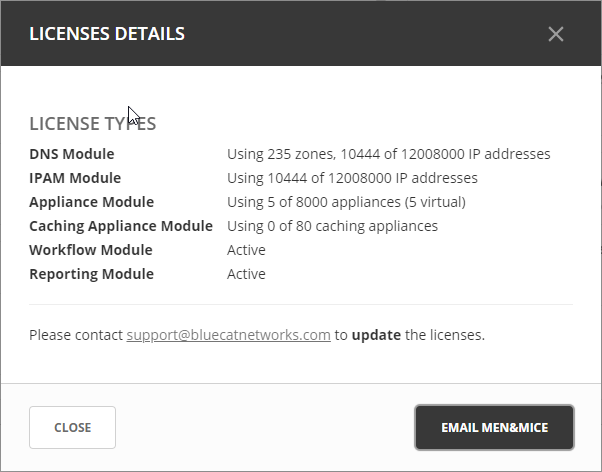 LICENSES DETAILS
LICENSE TYPES
DNS Module Using 235 zones, 10444 of 12008000 IP addresses
IPAM Module Using 10444 of 12008000 IP addresses
Appliance Module Using 5 of 8000 appliances (5 virtual)
Caching Appliance Module Using 0 of 80 caching appliances
Workflow Module Active
Reporting Module Active
Please contact support@bluecatnetworks.com to update the licenses.
CLOSE EMAIL MEN&MICE